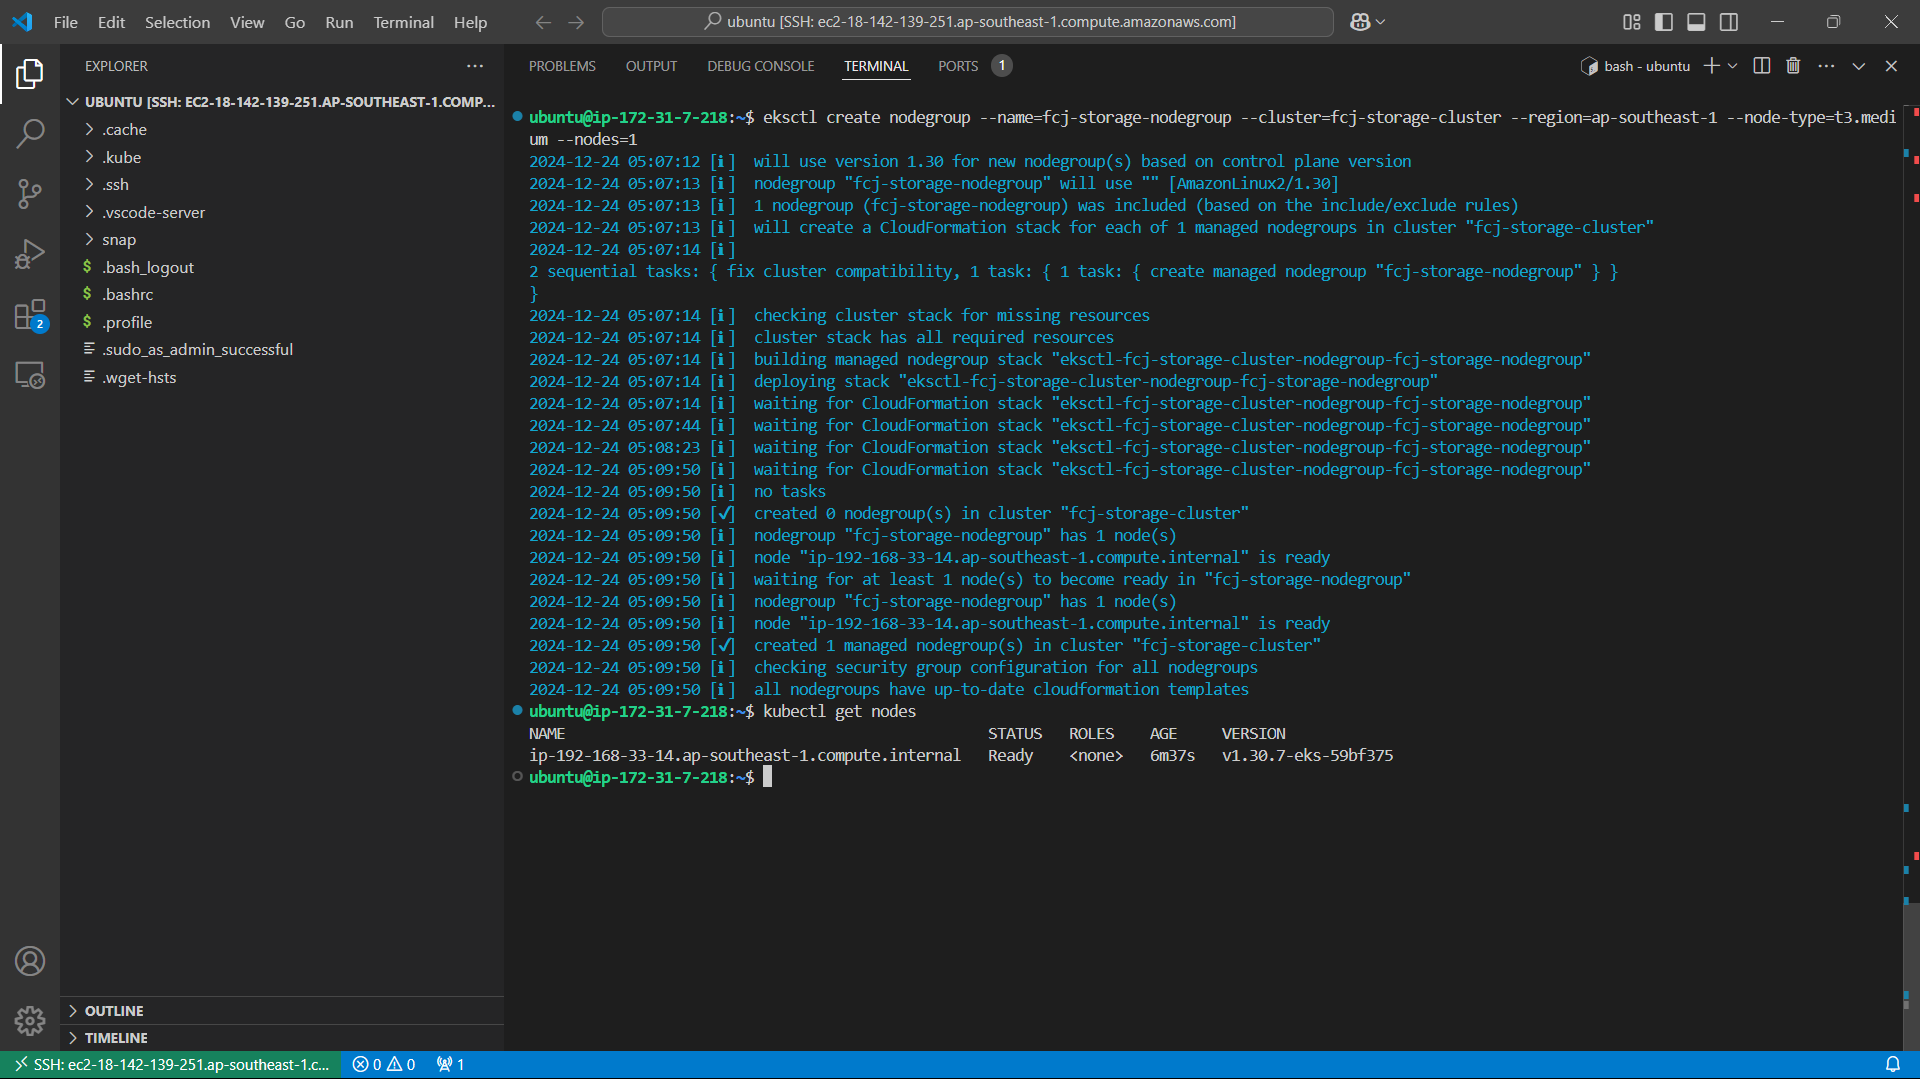 File Edit Selection View Go Run Terminal Help
ubuntu [SSH: ec2-18-142-139-251.ap-southeast-1.compute.amazonaws.com]
EXPLORER
UBUNTU [SSH: EC2-18-142-139-251.AP-SOUTHEAST-1.COMP...
.cache
.kube
.ssh
.vscode-server
snap
$ .bash_logout
$ .bashrc
$ .profile
.sudo_as_admin_successful
.wget-hsts
2
OUTLINE
TIMELINE
PROBLEMS OUTPUT DEBUG CONSOLE TERMINAL PORTS 1
bash - ubuntu
ubuntu@ip-172-31-7-218:~$ eksctl create nodegroup --name=fcj-storage-nodegroup --cluster=fcj-storage-cluster --region=ap-southeast-1 --node-type=t3.medi
um --nodes=1
2024-12-24 05:07:12 [ℹ]  will use version 1.30 for new nodegroup(s) based on control plane version
2024-12-24 05:07:13 [ℹ]  nodegroup "fcj-storage-nodegroup" will use "" [AmazonLinux2/1.30]
2024-12-24 05:07:13 [ℹ]  1 nodegroup (fcj-storage-nodegroup) was included (based on the include/exclude rules)
2024-12-24 05:07:13 [ℹ]  will create a CloudFormation stack for each of 1 managed nodegroups in cluster "fcj-storage-cluster"
2024-12-24 05:07:14 [ℹ]
2 sequential tasks: { fix cluster compatibility, 1 task: { 1 task: { create managed nodegroup "fcj-storage-nodegroup" } }
}
2024-12-24 05:07:14 [ℹ]  checking cluster stack for missing resources
2024-12-24 05:07:14 [ℹ]  cluster stack has all required resources
2024-12-24 05:07:14 [ℹ]  building managed nodegroup stack "eksctl-fcj-storage-cluster-nodegroup-fcj-storage-nodegroup"
2024-12-24 05:07:14 [ℹ]  deploying stack "eksctl-fcj-storage-cluster-nodegroup-fcj-storage-nodegroup"
2024-12-24 05:07:14 [ℹ]  waiting for CloudFormation stack "eksctl-fcj-storage-cluster-nodegroup-fcj-storage-nodegroup"
2024-12-24 05:07:44 [ℹ]  waiting for CloudFormation stack "eksctl-fcj-storage-cluster-nodegroup-fcj-storage-nodegroup"
2024-12-24 05:08:23 [ℹ]  waiting for CloudFormation stack "eksctl-fcj-storage-cluster-nodegroup-fcj-storage-nodegroup"
2024-12-24 05:09:50 [ℹ]  waiting for CloudFormation stack "eksctl-fcj-storage-cluster-nodegroup-fcj-storage-nodegroup"
2024-12-24 05:09:50 [ℹ]  no tasks
2024-12-24 05:09:50 [✔]  created 0 nodegroup(s) in cluster "fcj-storage-cluster"
2024-12-24 05:09:50 [ℹ]  nodegroup "fcj-storage-nodegroup" has 1 node(s)
2024-12-24 05:09:50 [ℹ]  node "ip-192-168-33-14.ap-southeast-1.compute.internal" is ready
2024-12-24 05:09:50 [ℹ]  waiting for at least 1 node(s) to become ready in "fcj-storage-nodegroup"
2024-12-24 05:09:50 [ℹ]  nodegroup "fcj-storage-nodegroup" has 1 node(s)
2024-12-24 05:09:50 [ℹ]  node "ip-192-168-33-14.ap-southeast-1.compute.internal" is ready
2024-12-24 05:09:50 [✔]  created 1 managed nodegroup(s) in cluster "fcj-storage-cluster"
2024-12-24 05:09:50 [ℹ]  checking security group configuration for all nodegroups
2024-12-24 05:09:50 [ℹ]  all nodegroups have up-to-date cloudformation templates
ubuntu@ip-172-31-7-218:~$ kubectl get nodes
NAME STATUS ROLES AGE VERSION
ip-192-168-33-14.ap-southeast-1.compute.internal Ready <none> 6m37s v1.30.7-eks-59bf375
ubuntu@ip-172-31-7-218:~$
SSH: ec2-18-142-139-251.ap-southeast-1.c... 0 0 1